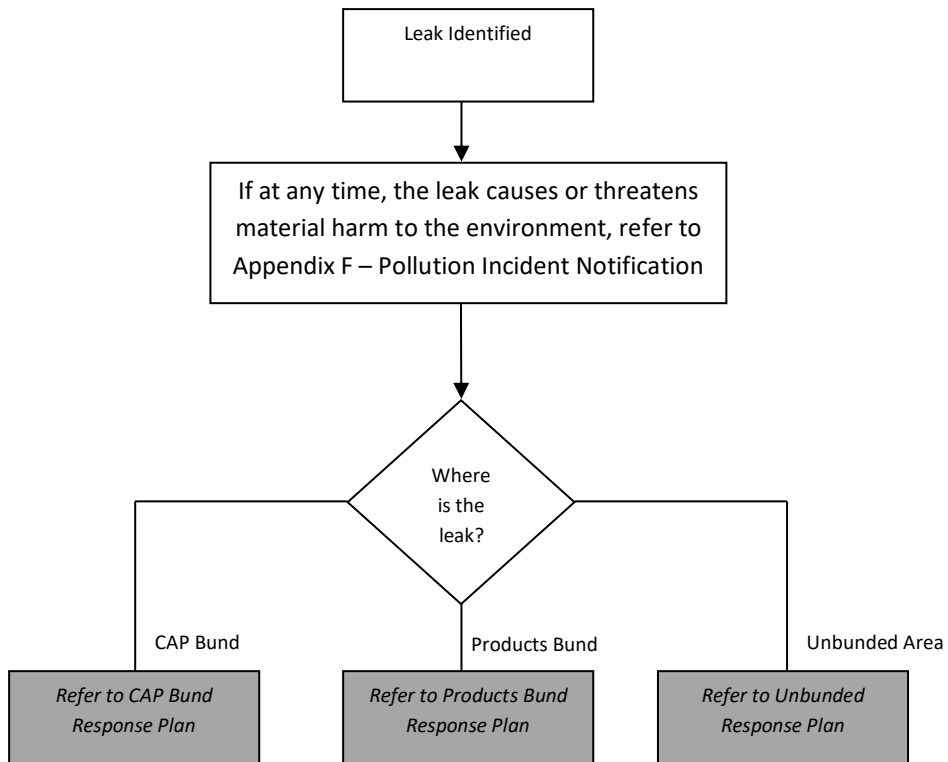 Leak Identified
If at any time, the leak causes or threatens
material harm to the environment, refer to
Appendix F – Pollution Incident Notification
Where
is the
leak?
CAP Bund
Products Bund
Unbunded Area
Refer to CAP Bund
Response Plan
Refer to Products Bund
Response Plan
Refer to Unbunded
Response Plan